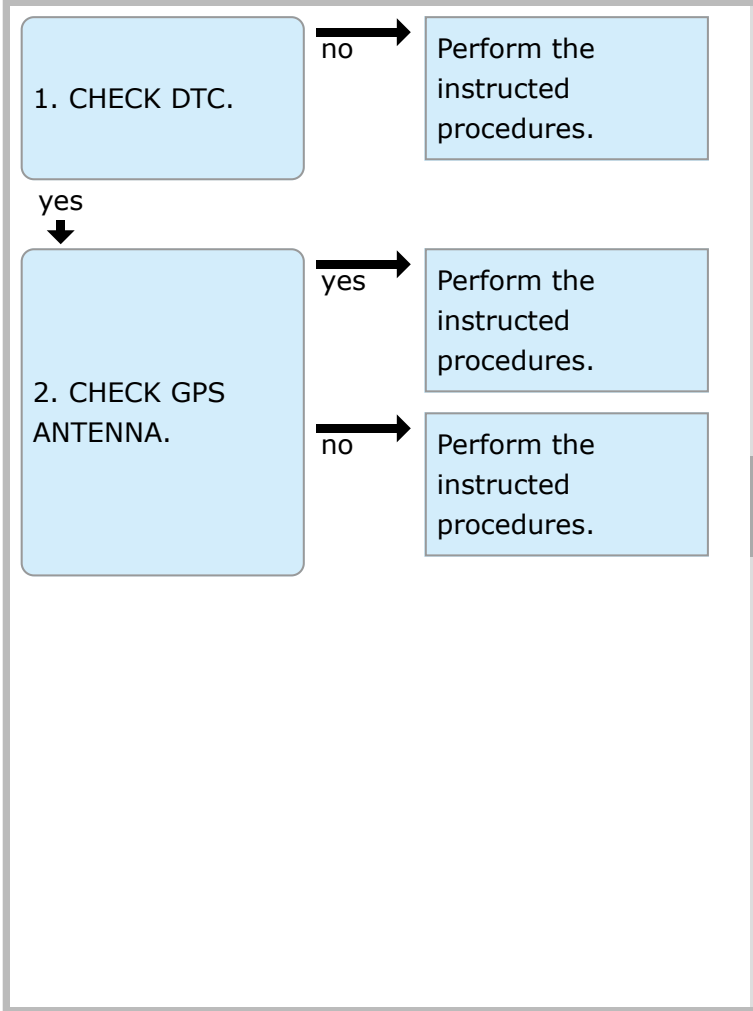 1. CHECK DTC.
no
Perform the
instructed
procedures.
yes
2. CHECK GPS
ANTENNA.
yes
Perform the
instructed
procedures.
no
Perform the
instructed
procedures.